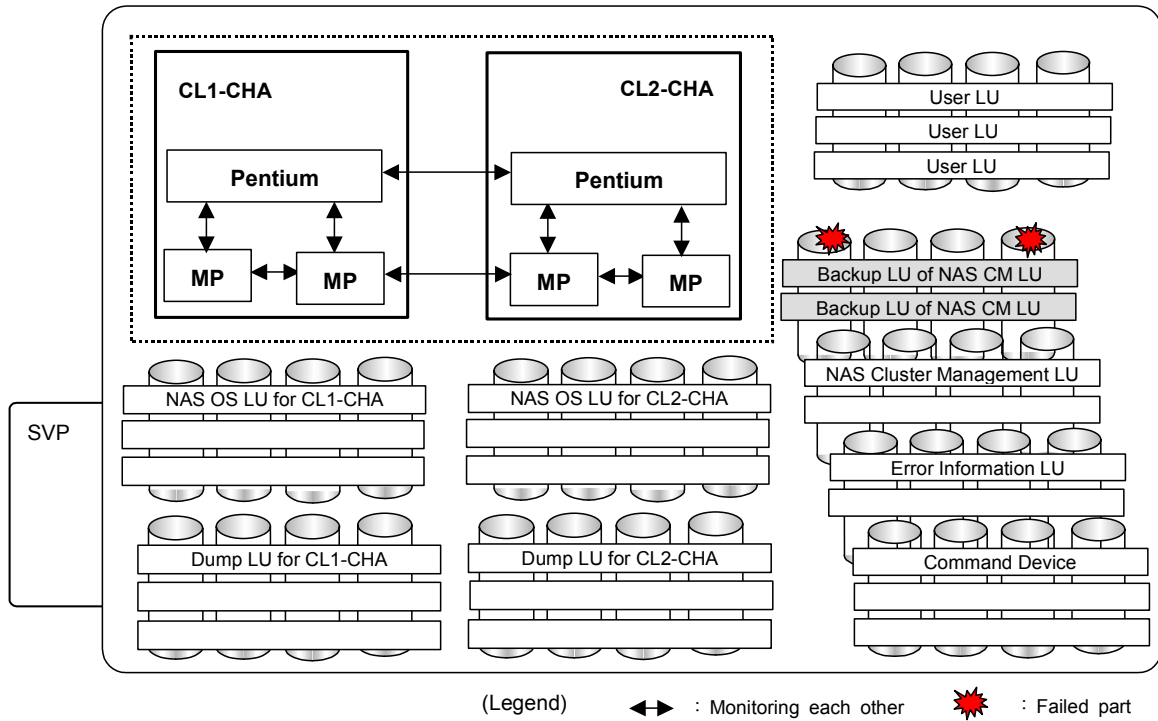 CL1-CHA
Pentium
MP
MP
CL2-CHA
Pentium
MP
MP
User LU
User LU
User LU
Backup LU of NAS CM LU
Backup LU of NAS CM LU
NAS Cluster Management LU
Error Information LU
Command Device
SVP
NAS OS LU for CL1-CHA
NAS OS LU for CL2-CHA
Dump LU for CL1-CHA
Dump LU for CL2-CHA
(Legend)
: Monitoring each other
: Failed part